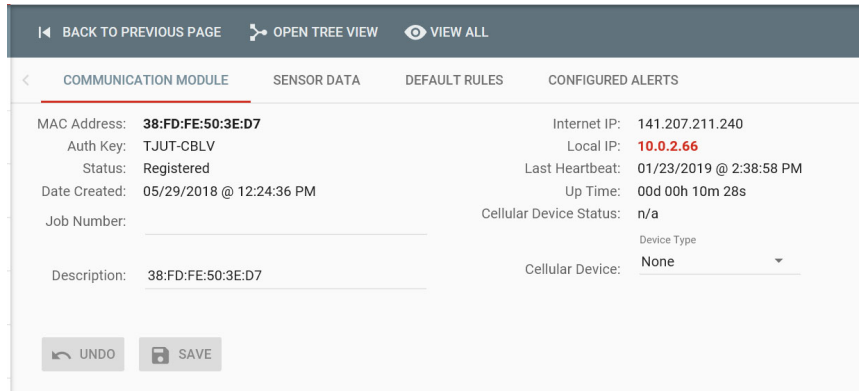 BACK TO PREVIOUS PAGE OPEN TREE VIEW VIEW ALL
COMMUNICATION MODULE SENSOR DATA DEFAULT RULES CONFIGURED ALERTS
MAC Address: 38:FD:FE:50:3E:D7
Auth Key: TJUT-CBLV
Status: Registered
Date Created: 05/29/2018 @ 12:24:36 PM
Job Number:
Description: 38:FD:FE:50:3E:D7
Internet IP: 141.207.211.240
Local IP: 10.0.2.66
Last Heartbeat: 01/23/2019 @ 2:38:58 PM
Up Time: 00d 00h 10m 28s
Cellular Device Status: n/a
Device Type
Cellular Device: None
UNDO SAVE